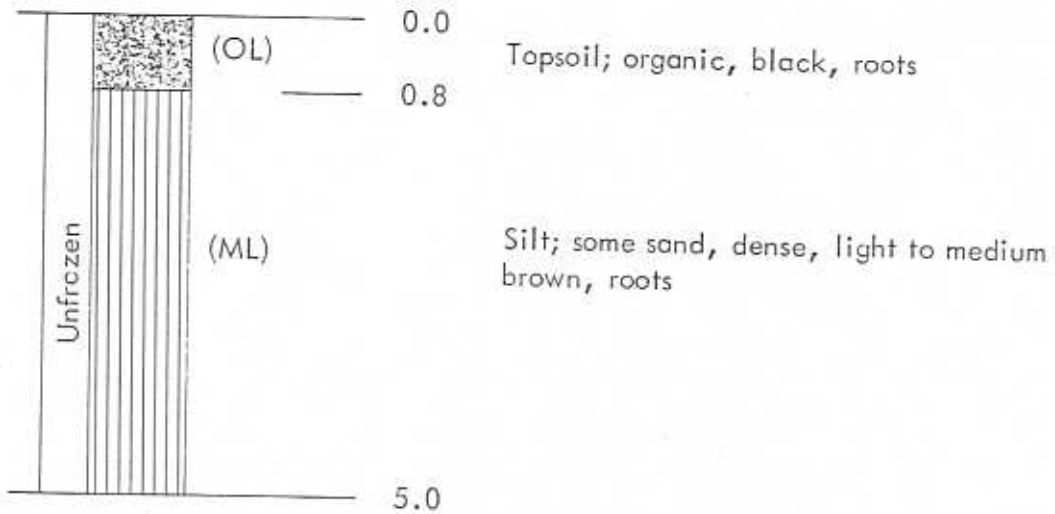 0.0
(OL)
Topsoil; organic, black, roots
0.8
Unfrozen
(ML)
Silt; some sand, dense, light to medium
brown, roots
5.0